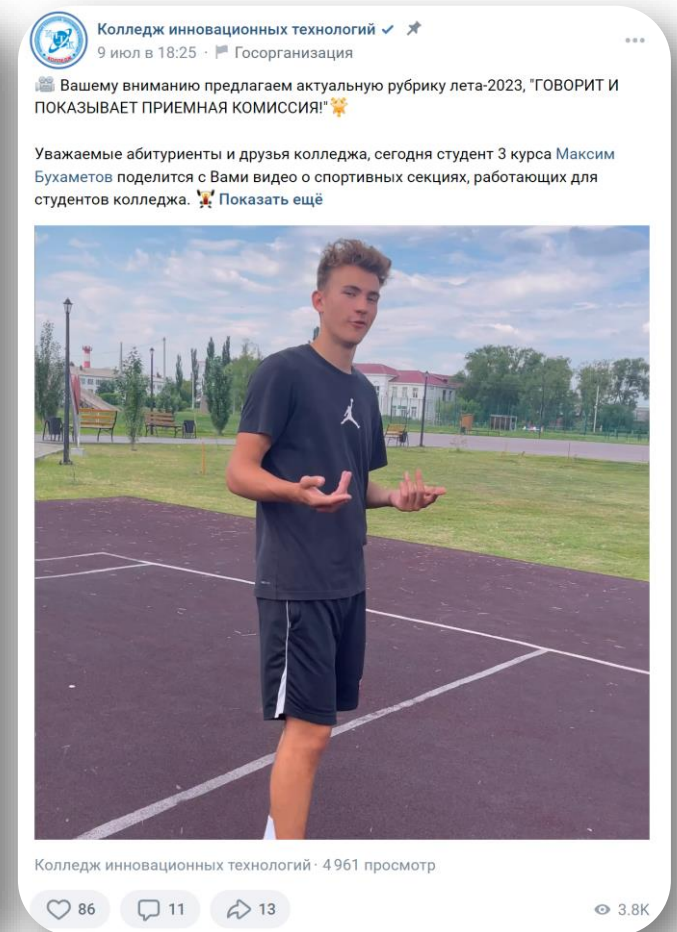 Колледж инновационных технологий
9 июл в 18:25 · Госорганизация
Вашему вниманию предлагаем актуальную рубрику лета-2023, "ГОВОРИТ И
ПОКАЗЫВАЕТ ПРИЕМНАЯ КОМИССИЯ!"
Уважаемые абитуриенты и друзья колледжа, сегодня студент 3 курса Максим
Бухаметов поделится с Вами видео о спортивных секциях, работающих для
студентов колледжа. Показать ещё
Колледж инновационных технологий · 4 961 просмотр
86
11
13
3.8K